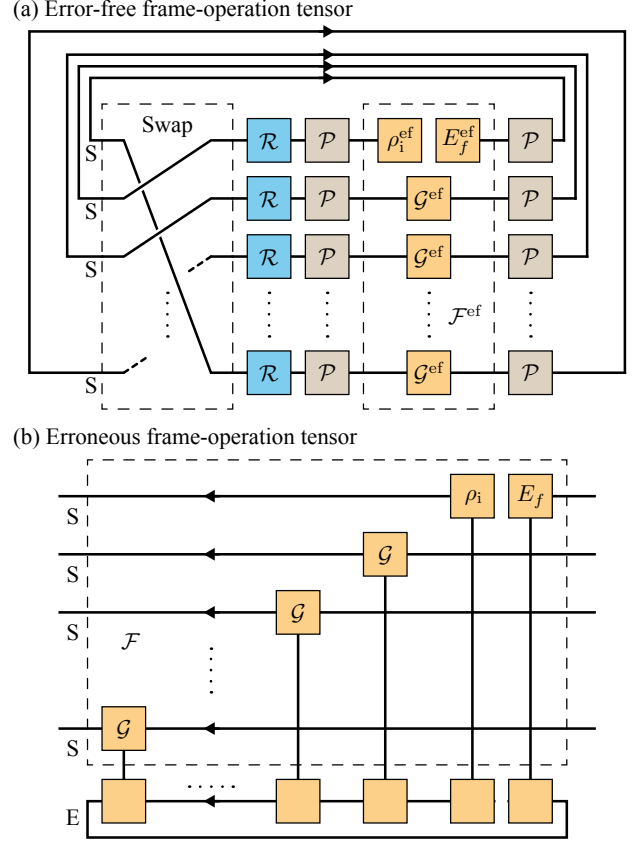 (a) Error-free frame-operation tensor
Swap
S R P ρ_i^ef E_f^ef P
S R P G^ef P
S R P G^ef P
F^ef
S R P G^ef P
(b) Erroneous frame-operation tensor
S ρ_i E_f
S G
S G
F
S G
E